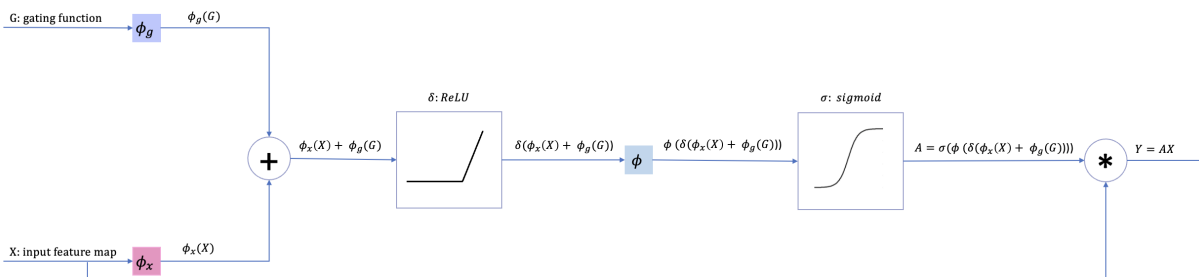 G: gating function
ϕ_g
ϕ_g(G)
δ: ReLU
σ: sigmoid
+
ϕ_x(X) + ϕ_g(G)
δ(ϕ_x(X) + ϕ_g(G))
ϕ
ϕ (δ(ϕ_x(X) + ϕ_g(G)))
A = σ(ϕ (δ(ϕ_x(X) + ϕ_g(G))))
*
Y = AX
X: input feature map
ϕ_x
ϕ_x(X)